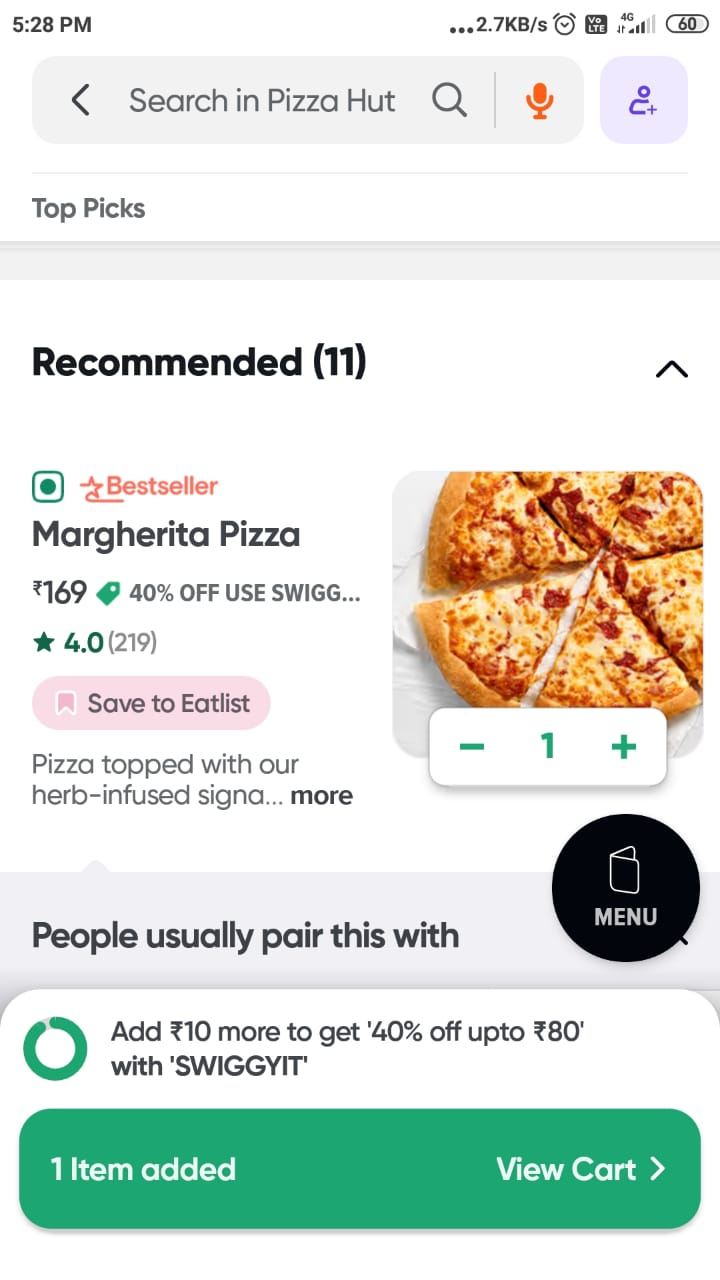 5:28 PM
...2.7KB/s Vo LTE 4G 60
Search in Pizza Hut
Top Picks
Recommended (11)
Bestseller
Margherita Pizza
₹169 40% OFF USE SWIGG...
4.0 (219)
Save to Eatlist
Pizza topped with our
herb-infused signa... more
1
MENU
People usually pair this with
Add ₹10 more to get '40% off upto ₹80'
with 'SWIGGYIT'
1 Item added View Cart